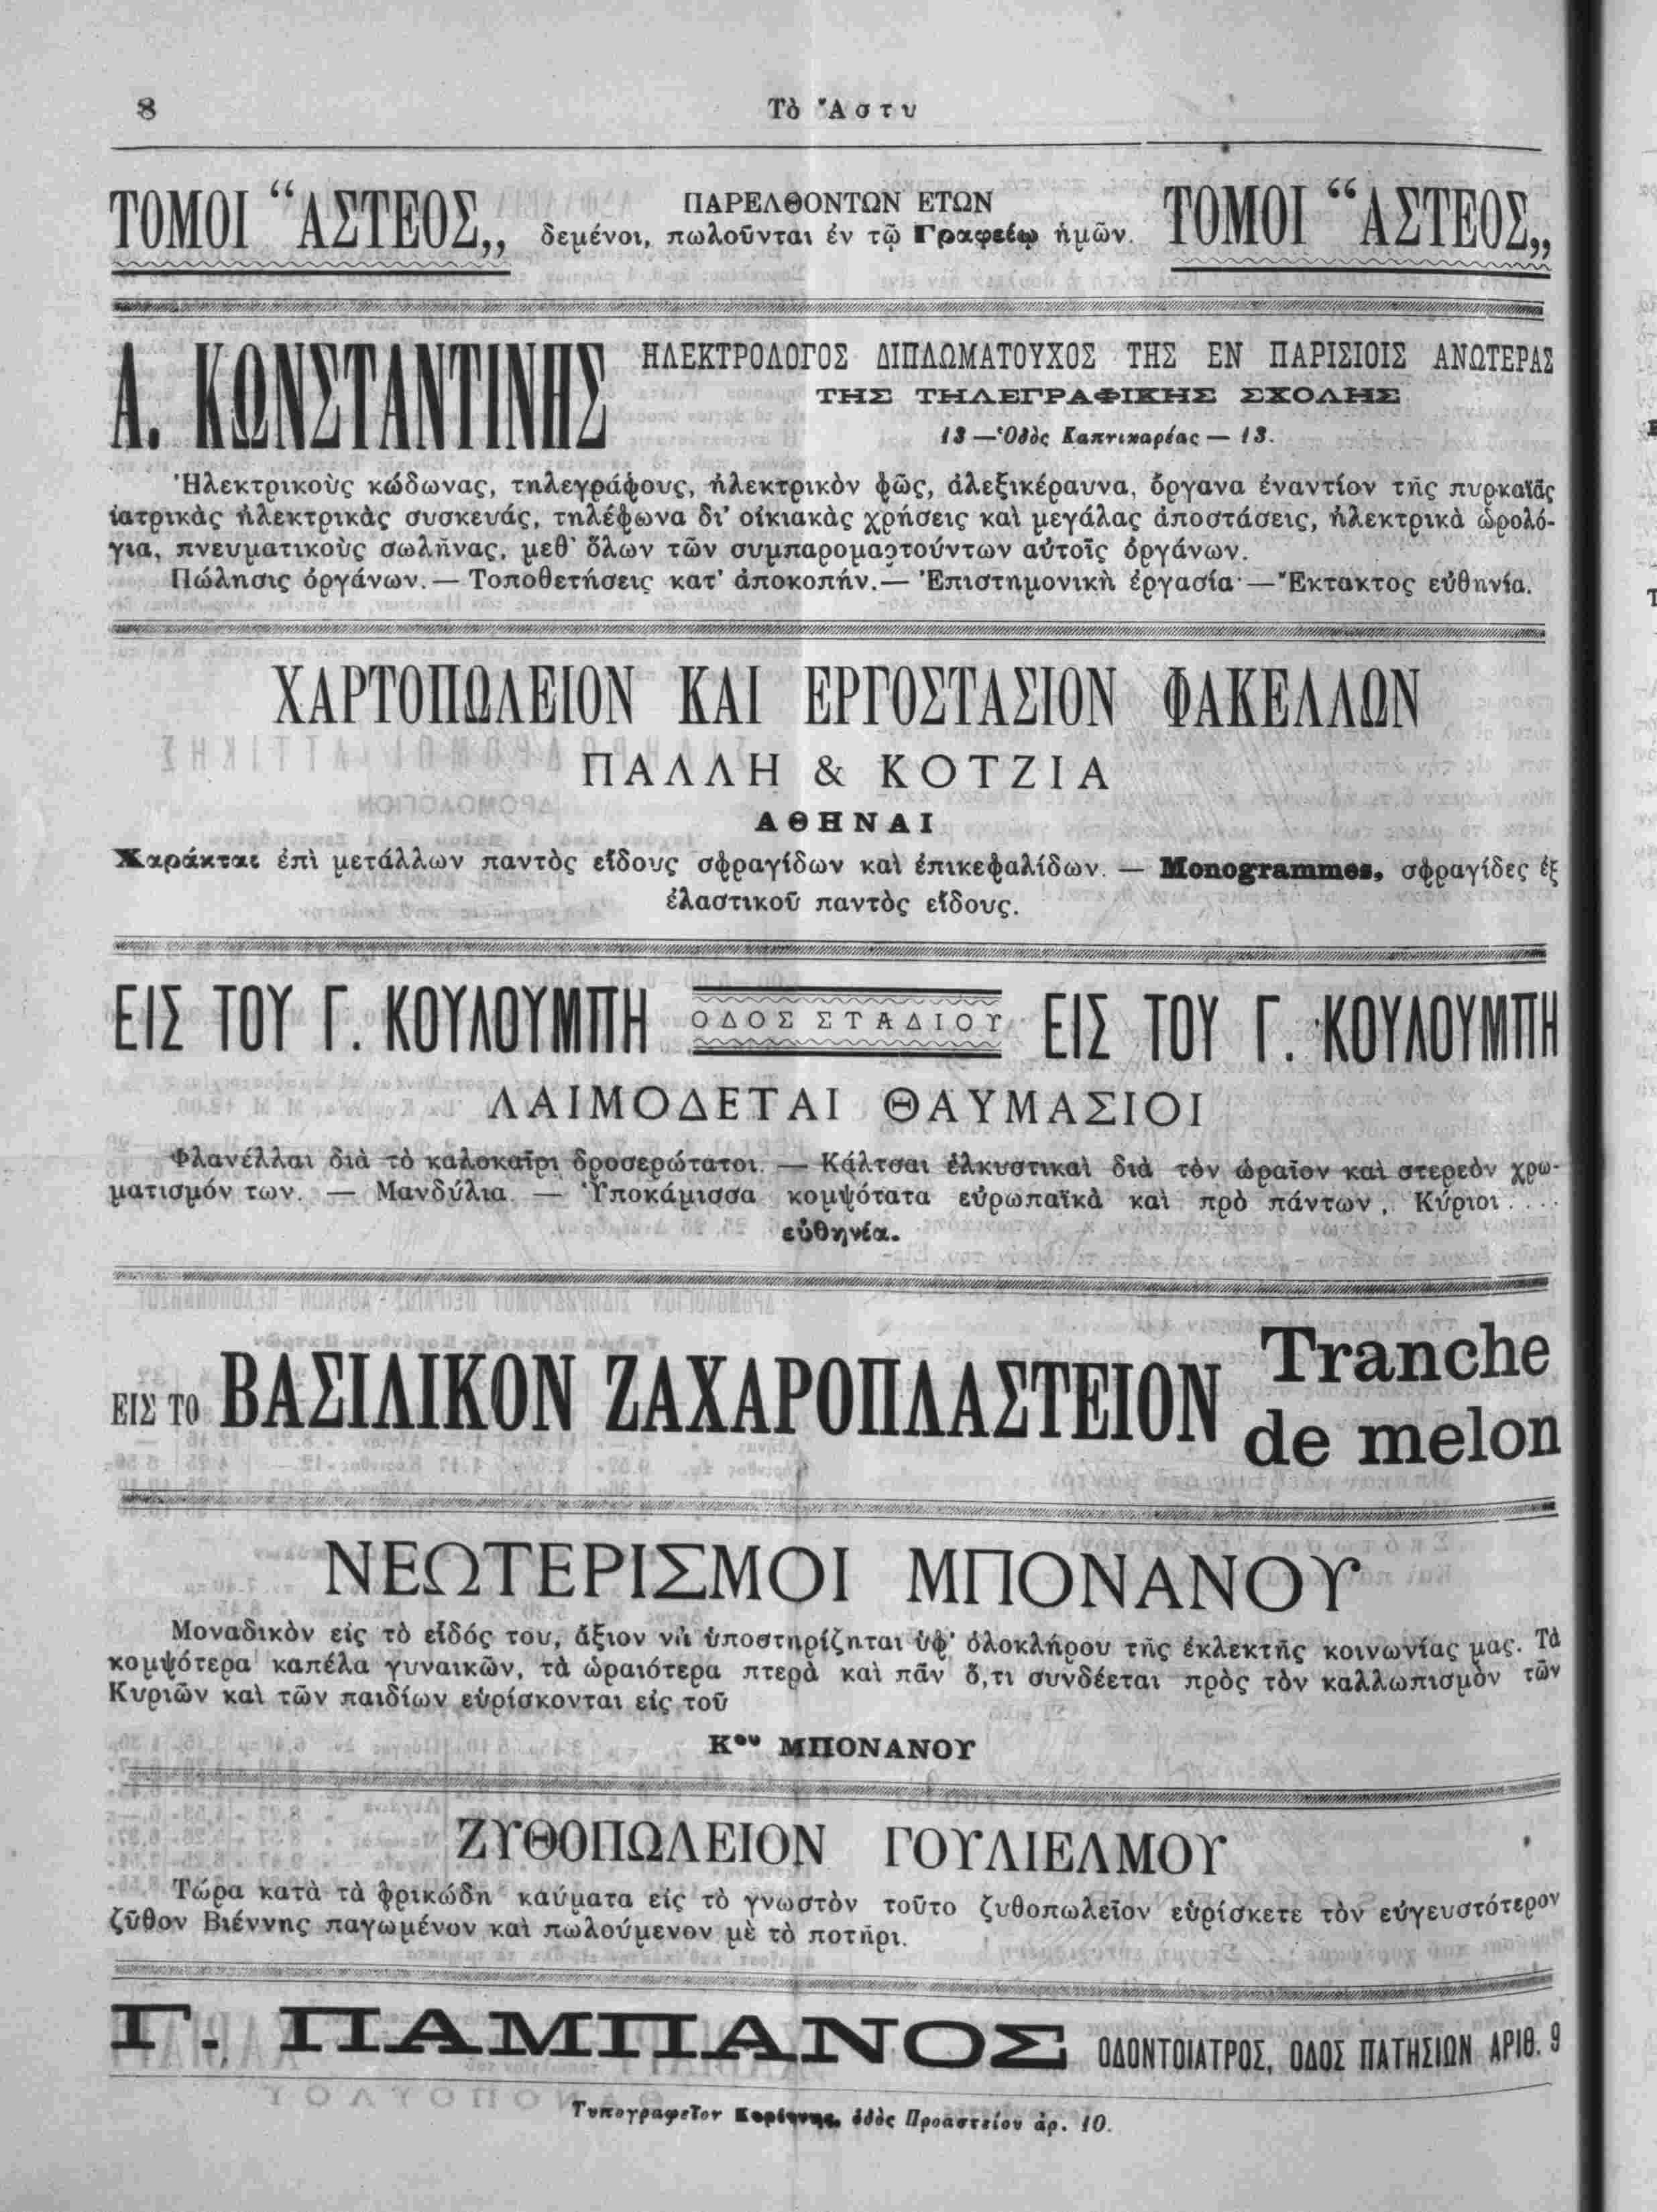 8
Τὸ Ἄστυ
ΤΟΜΟΙ “ΑΣΤΕΟΣ„
ΠΑΡΕΛΘΟΝΤΩΝ ΕΤΩΝ
δεμένοι, πωλοῦνται ἐν τῷ Γραφείῳ ἡμῶν.
ΤΟΜΟΙ “ΑΣΤΕΟΣ„
Α. ΚΩΝΣΤΑΝΤΙΝΗΣ
ΗΛΕΚΤΡΟΛΟΓΟΣ ΔΙΠΛΩΜΑΤΟΥΧΟΣ ΤΗΣ ΕΝ ΠΑΡΙΣΙΟΙΣ ΑΝΩΤΕΡΑΣ
ΤΗΣ ΤΗΛΕΓΡΑΦΙΚΗΣ ΣΧΟΛΗΣ
13 —Ὁδὸς Καπνικαρέας — 13.
Ἠλεκτρικοὺς κώδωνας, τηλεγράφους, ἠλεκτρικὸν φῶς, ἀλεξικέραυνα, ὄργανα ἐναντίον τῆς πυρκαϊᾶς
ἰατρικὰς ἠλεκτρικὰς συσκευάς, τηλέφωνα δι' οἰκιακὰς χρήσεις καὶ μεγάλας ἀποστάσεις, ἠλεκτρικὰ ὡρολό-
για, πνευματικοὺς σωλῆνας, μεθ' ὅλων τῶν συμπαρομαρτούντων αὐτοῖς ὀργάνων.
Πώλησις ὀργάνων.— Τοποθετήσεις κατ' ἀποκοπήν.— Ἐπιστημονικὴ ἐργασία·—Ἔκτακτος εὐθηνία.
ΧΑΡΤΟΠΩΛΕΙΟΝ ΚΑΙ ΕΡΓΟΣΤΑΣΙΟΝ ΦΑΚΕΛΛΩΝ
ΠΑΛΛΗ & ΚΟΤΖΙΑ
ΑΘΗΝΑΙ
Χαράκται ἐπὶ μετάλλων παντὸς εἴδους σφραγίδων καὶ ἐπικεφαλίδων. — Monogrammes, σφραγίδες ἐξ
ἐλαστικοῦ παντὸς εἴδους.
ΕΙΣ ΤΟΥ Γ. ΚΟΥΛΟΥΜΠΗ
ΟΔΟΣ ΣΤΑΔΙΟΥ
ΕΙΣ ΤΟΥ Γ. ΚΟΥΛΟΥΜΠΗ
ΛΑΙΜΟΔΕΤΑΙ ΘΑΥΜΑΣΙΟΙ
Φλανέλλαι διὰ τὸ καλοκαῖρι δροσερώτατοι. — Κάλτσαι ἑλκυστικαὶ διὰ τὸν ὡραῖον καὶ στερεὸν χρω-
ματισμόν των. — Μανδύλια. — Ὑποκάμισσα κομψότατα εὐρωπαϊκὰ καὶ πρὸ πάντων, Κύριοι....
εὐθηνία.
ΕΙΣ ΤΟ ΒΑΣΙΛΙΚΟΝ ΖΑΧΑΡΟΠΛΑΣΤΕΙΟΝ
Tranche
de melon
ΝΕΩΤΕΡΙΣΜΟΙ ΜΠΟΝΑΝΟΥ
Μοναδικὸν εἰς τὸ εἶδός του, ἄξιον νὰ ὑποστηρίζηται ὑφ' ὁλοκλήρου τῆς ἐκλεκτῆς κοινωνίας μας. Τὰ
κομψότερα καπέλα γυναικῶν, τὰ ὡραιότερα πτερὰ καὶ πᾶν ὅ,τι συνδέεται πρὸς τὸν καλλωπισμὸν τῶν
Κυριῶν καὶ τῶν παιδίων εὑρίσκονται εἰς τοῦ
Κου ΜΠΟΝΑΝΟΥ
ΖΥΘΟΠΩΛΕΙΟΝ ΓΟΥΛΙΕΛΜΟΥ
Τώρα κατὰ τὰ φρικώδη καύματα εἰς τὸ γνωστὸν τοῦτο ζυθοπωλεῖον εὑρίσκετε τὸν εὐγευστότερον
ζῦθον Βιέννης παγωμένον καὶ πωλούμενον μὲ τὸ ποτῆρι.
Γ. ΠΑΜΠΑΝΟΣ ΟΔΟΝΤΟΙΑΤΡΟΣ, ΟΔΟΣ ΠΑΤΗΣΙΩΝ ΑΡΙΘ. 9
Τυπογραφεῖον Κορίννης, ὁδὸς Προαστείου ἀρ. 10.